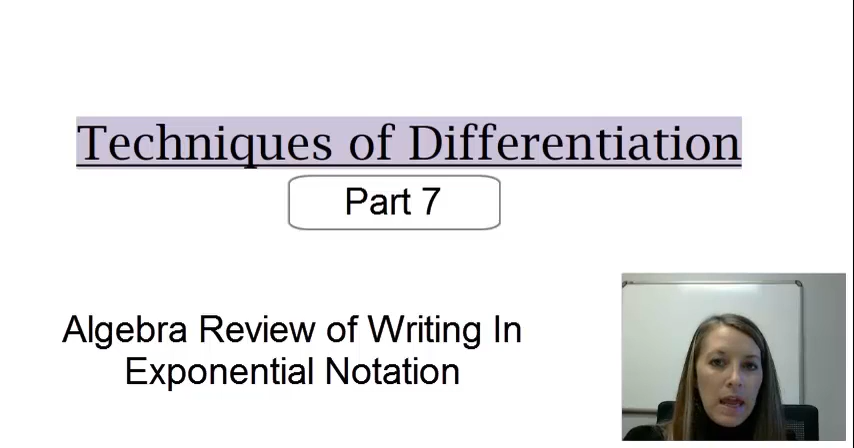 Techniques of Differentiation
Part 7
Algebra Review of Writing In
Exponential Notation